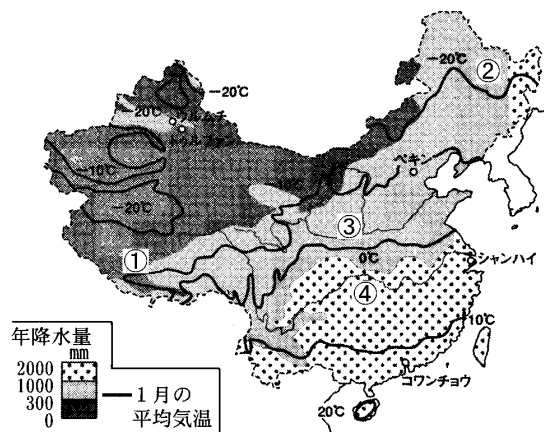 -20℃
②
-20℃
-20℃
ウルムチ
トゥルファン
ペキン
-10℃
-10℃
-20℃
③
①
0℃
シャンハイ
④
10℃
年降水量
mm
2000
1000
300
0
1月の
平均気温
コワンチョウ
20℃